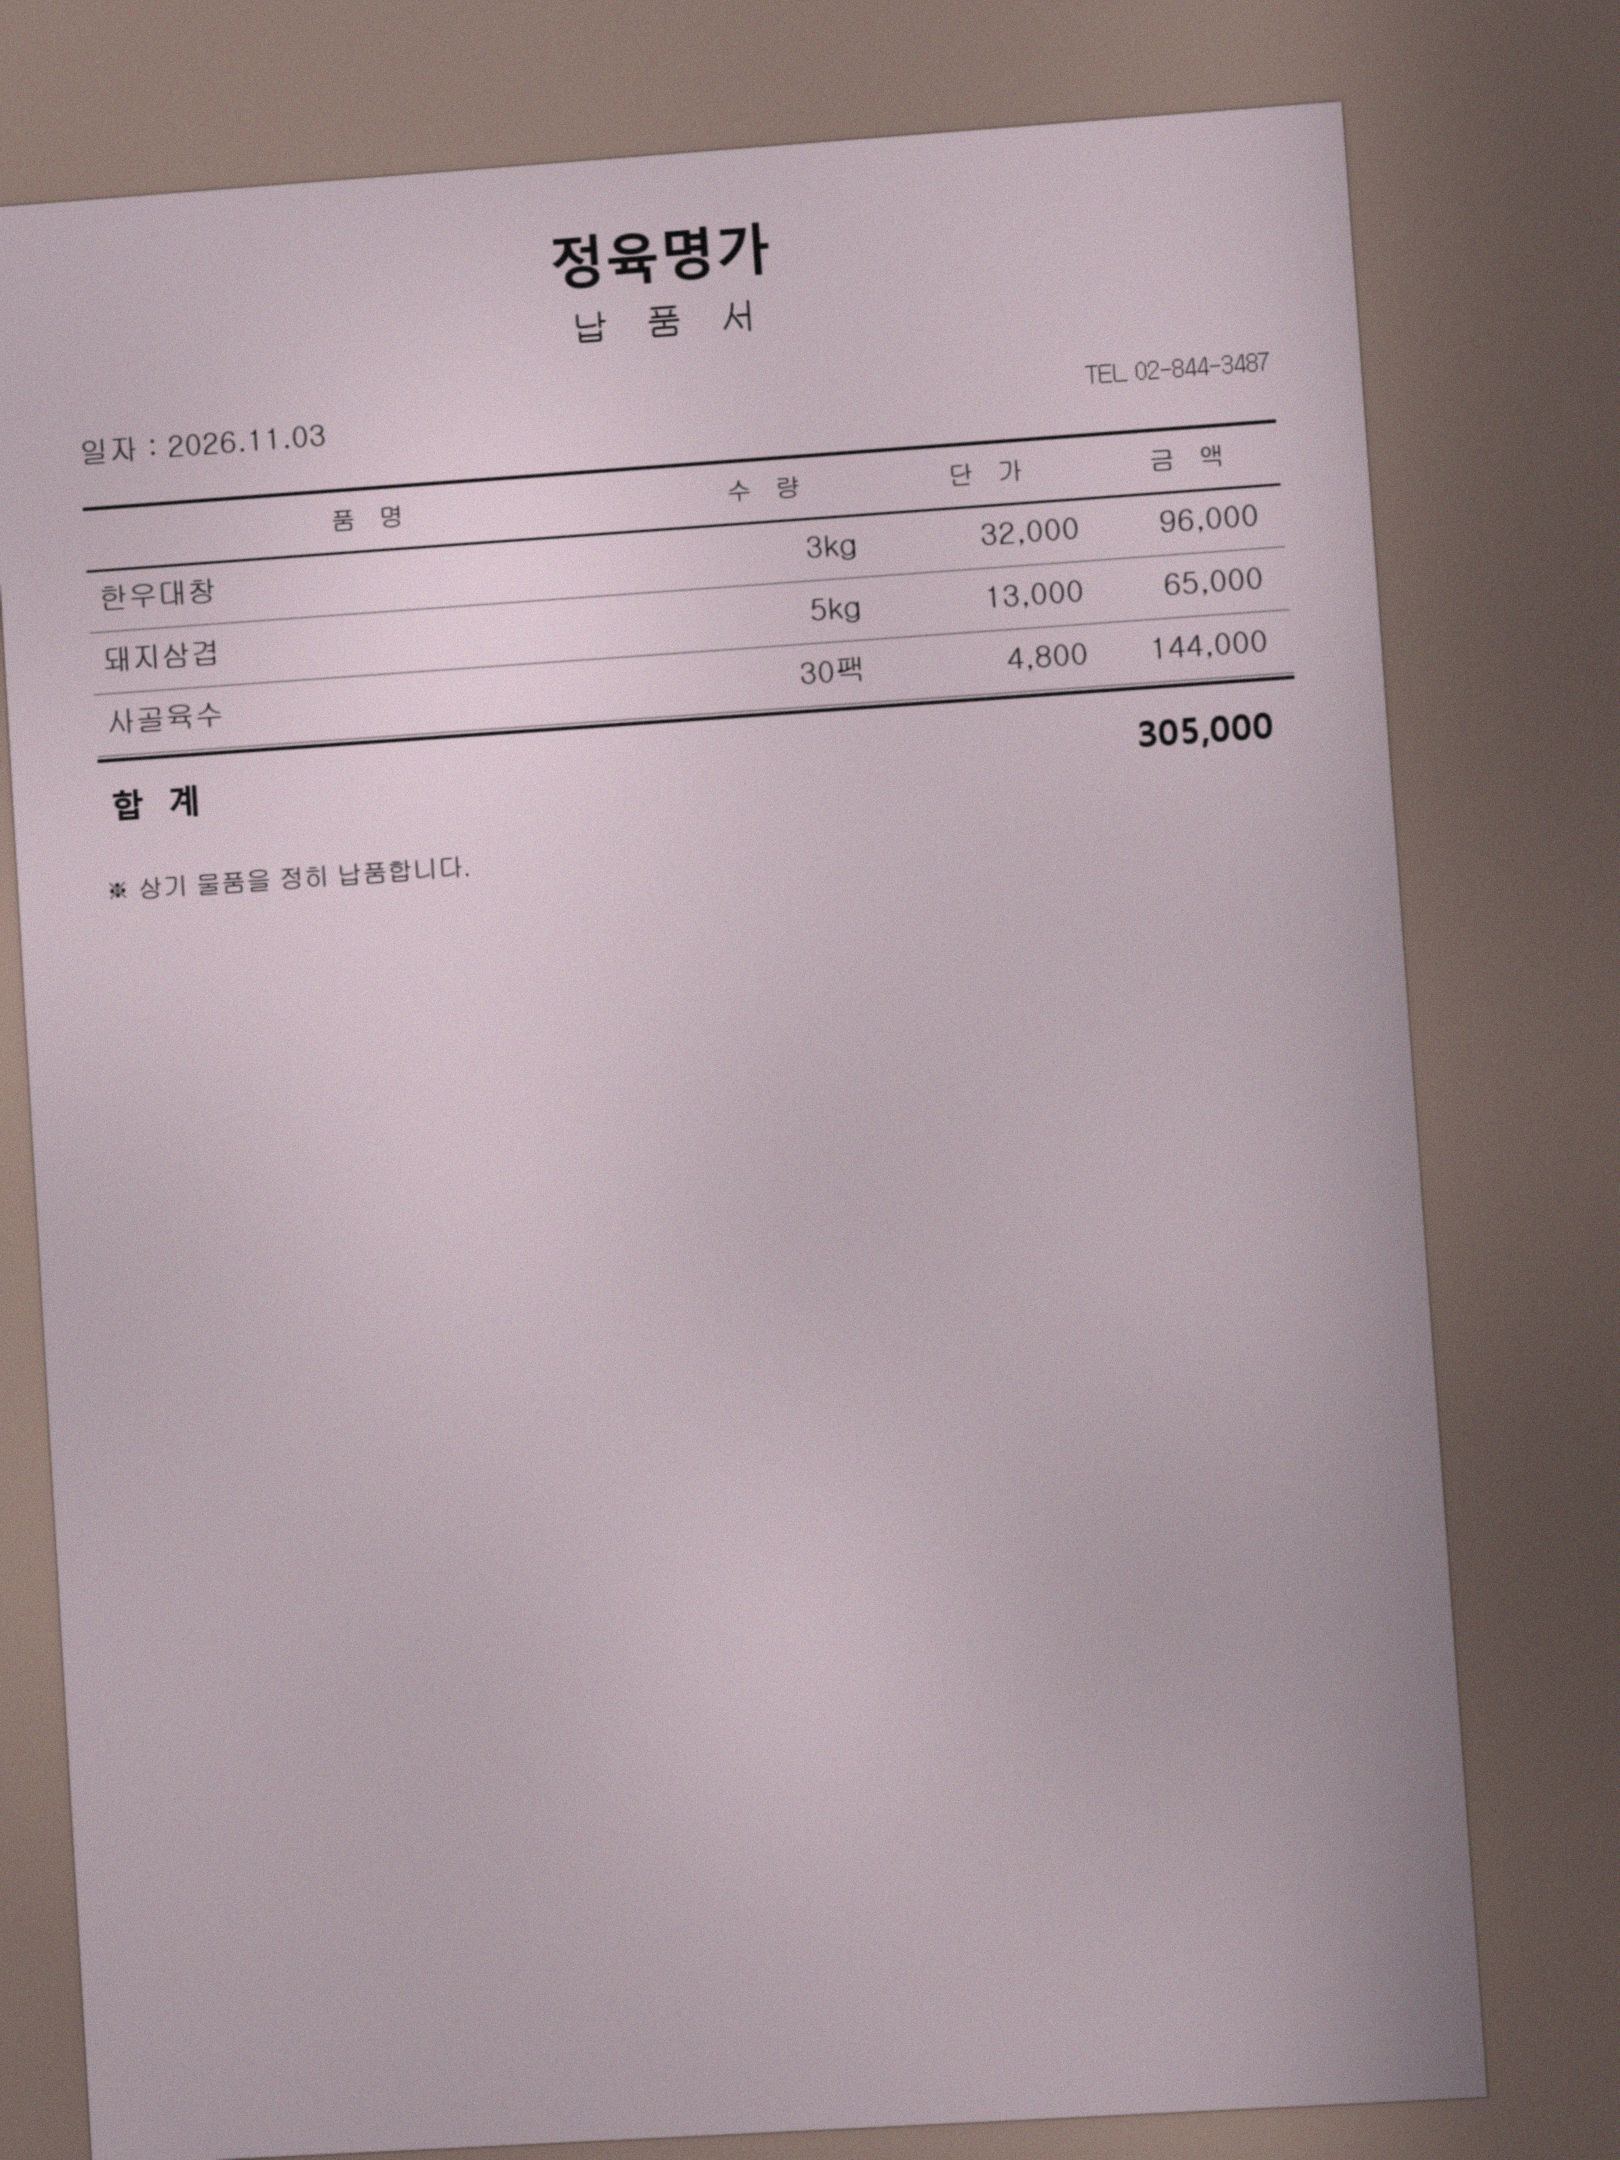 정육명가
납 품 서
TEL. 02-844-3487
일자 : 2026.11.03
품 명 수 량 단 가 금 액
한우대창 3kg 32,000 96,000
돼지삼겹 5kg 13,000 65,000
사골육수 30팩 4,800 144,000
합 계 305,000
※ 상기 물품을 정히 납품합니다.